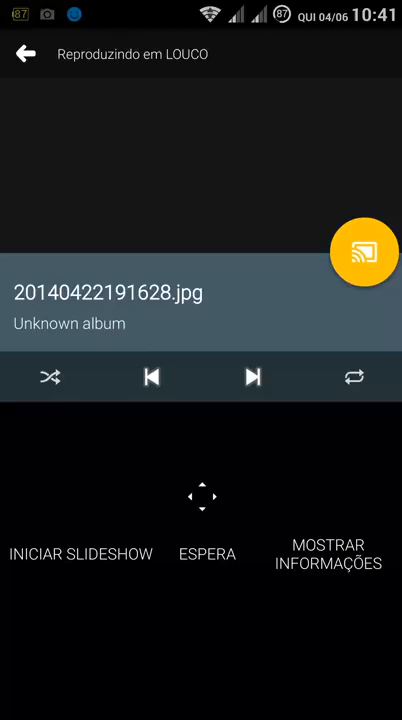 87 87 QUI 04/06 10:41
Reproduzindo em LOUCO
20140422191628.jpg
Unknown album
INICIAR SLIDESHOW ESPERA MOSTRAR
INFORMAÇÕES